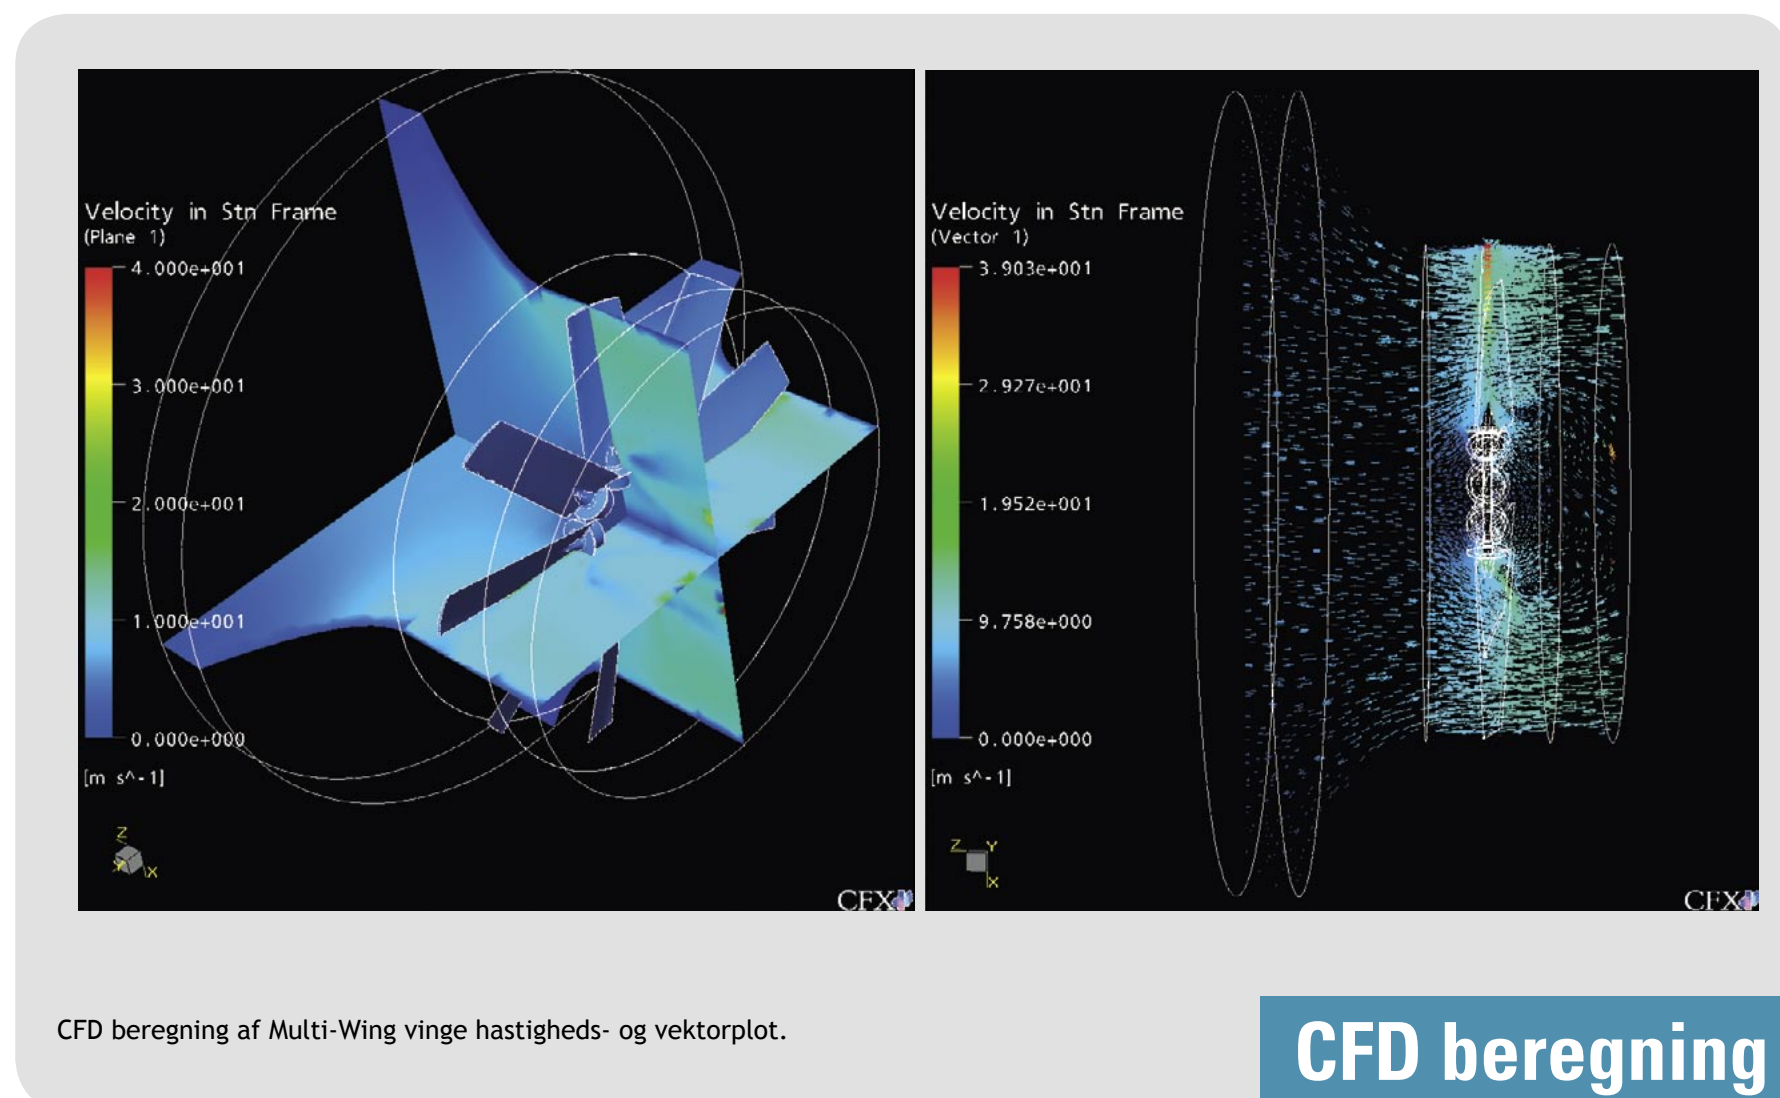 Velocity in Stn Frame
(Plane 1)
4.000e+001
3.000e+001
2.000e+001
1.000e+001
0.000e+000
[m s^-1]
Z
Y
X
CFX
Velocity in Stn Frame
(Vector 1)
3.903e+001
2.927e+001
1.952e+001
9.758e+000
0.000e+000
[m s^-1]
Z Y
X
CFX
CFD beregning af Multi-Wing vinge hastigheds- og vektorplot.
CFD beregning